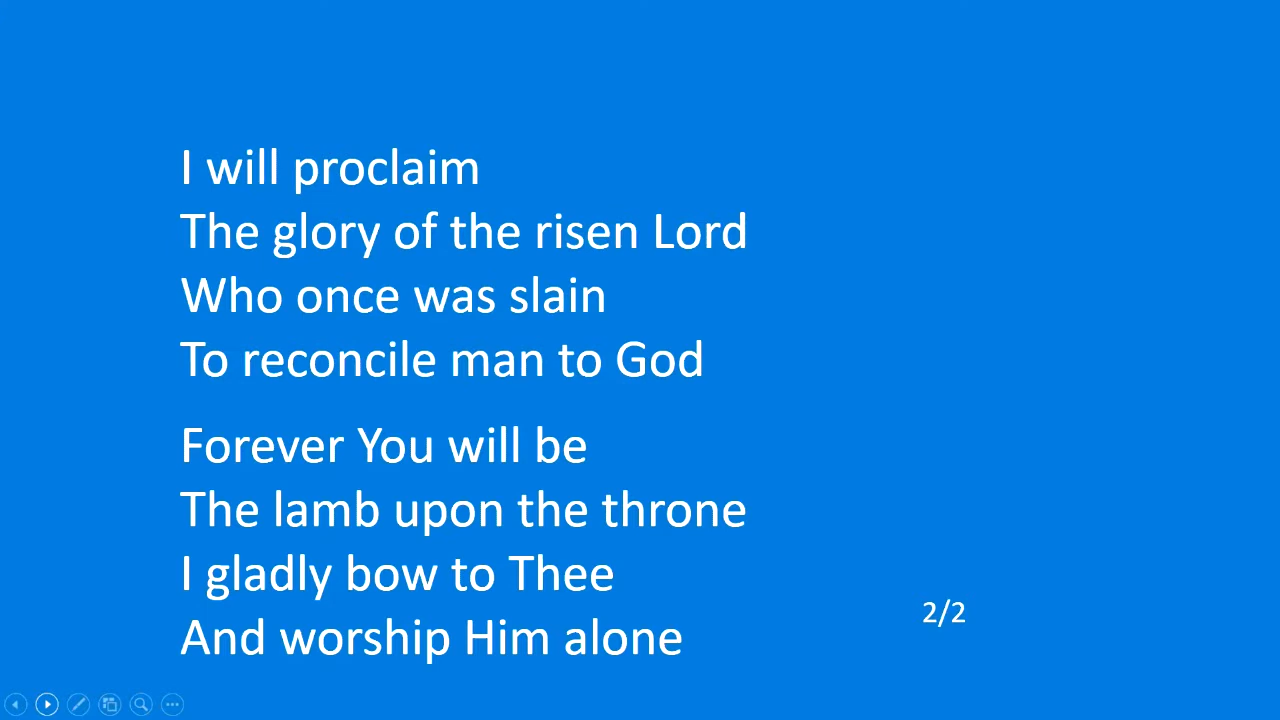 I will proclaim
The glory of the risen Lord
Who once was slain
To reconcile man to God
Forever You will be
The lamb upon the throne
I gladly bow to Thee
And worship Him alone
2/2